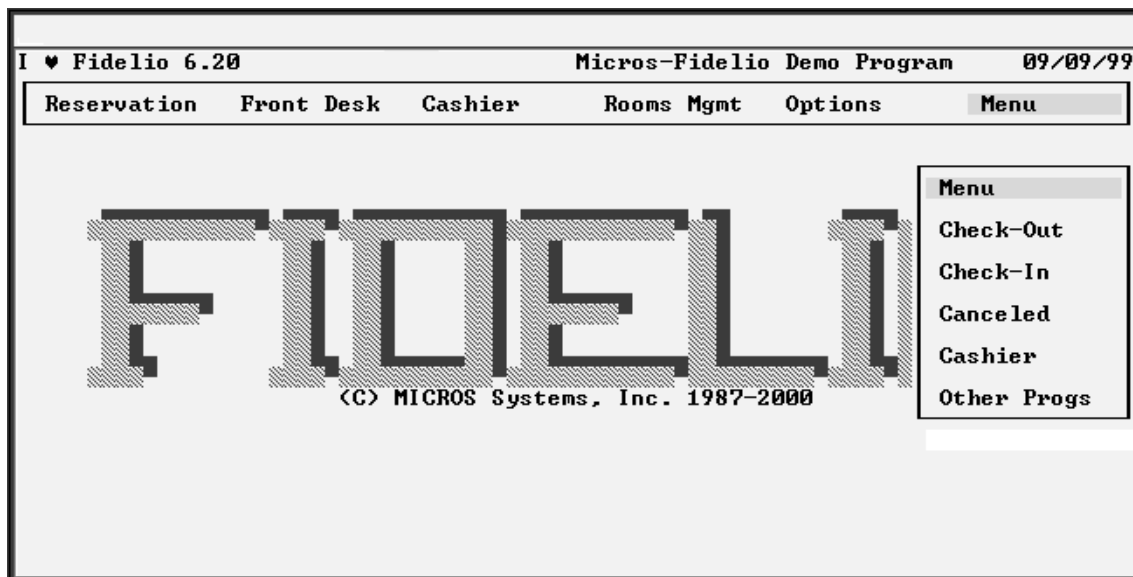 I ♥ Fidelio 6.20 Micros-Fidelio Demo Program 09/09/99
Reservation Front Desk Cashier Rooms Mgmt Options Menu
Menu
Check-Out
Check-In
Canceled
Cashier
Other Progs
FIDELI
(C) MICROS Systems, Inc. 1987-2000